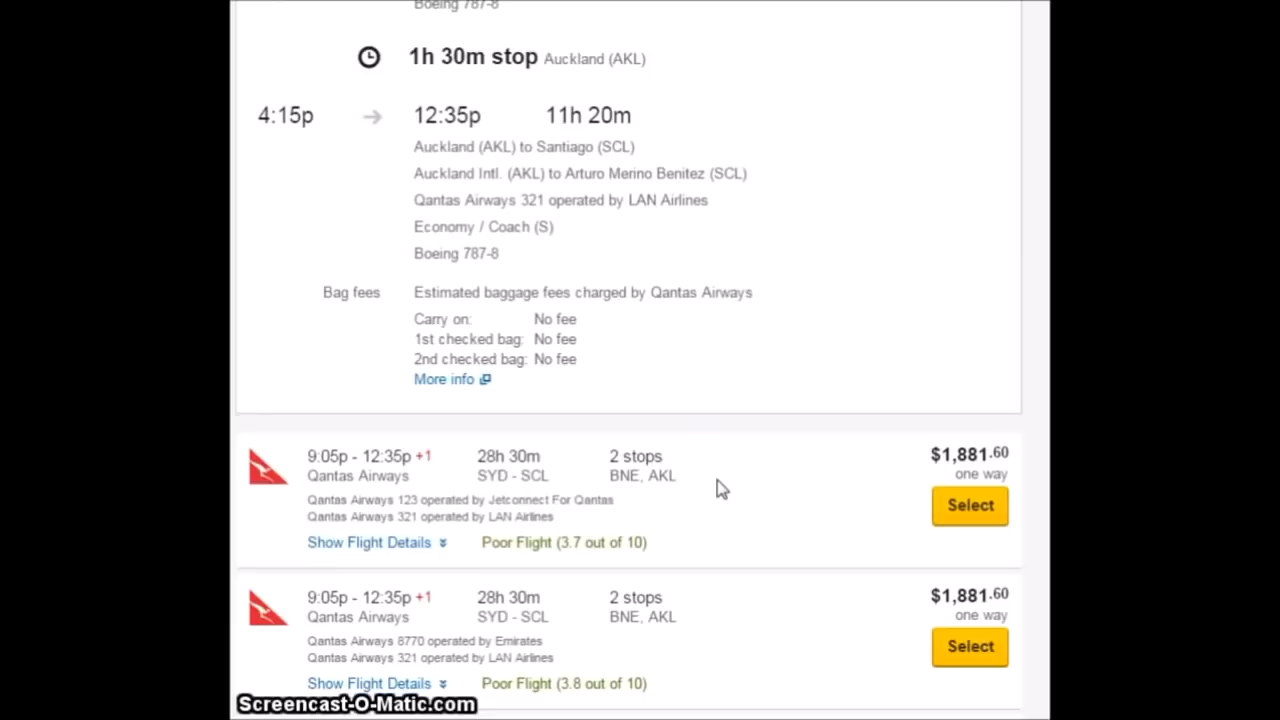 Boeing 787-8
1h 30m stop Auckland (AKL)
4:15p → 12:35p 11h 20m
Auckland (AKL) to Santiago (SCL)
Auckland Intl. (AKL) to Arturo Merino Benitez (SCL)
Qantas Airways 321 operated by LAN Airlines
Economy / Coach (S)
Boeing 787-8
Bag fees Estimated baggage fees charged by Qantas Airways
Carry on: No fee
1st checked bag: No fee
2nd checked bag: No fee
More info
9:05p - 12:35p +1 28h 30m 2 stops $1,881.60
Qantas Airways SYD - SCL BNE, AKL one way
Qantas Airways 123 operated by Jetconnect For Qantas Select
Qantas Airways 321 operated by LAN Airlines
Show Flight Details Poor Flight (3.7 out of 10)
9:05p - 12:35p +1 28h 30m 2 stops $1,881.60
Qantas Airways SYD - SCL BNE, AKL one way
Qantas Airways 8770 operated by Emirates Select
Qantas Airways 321 operated by LAN Airlines
Show Flight Details Poor Flight (3.8 out of 10)
Screencast-O-Matic.com